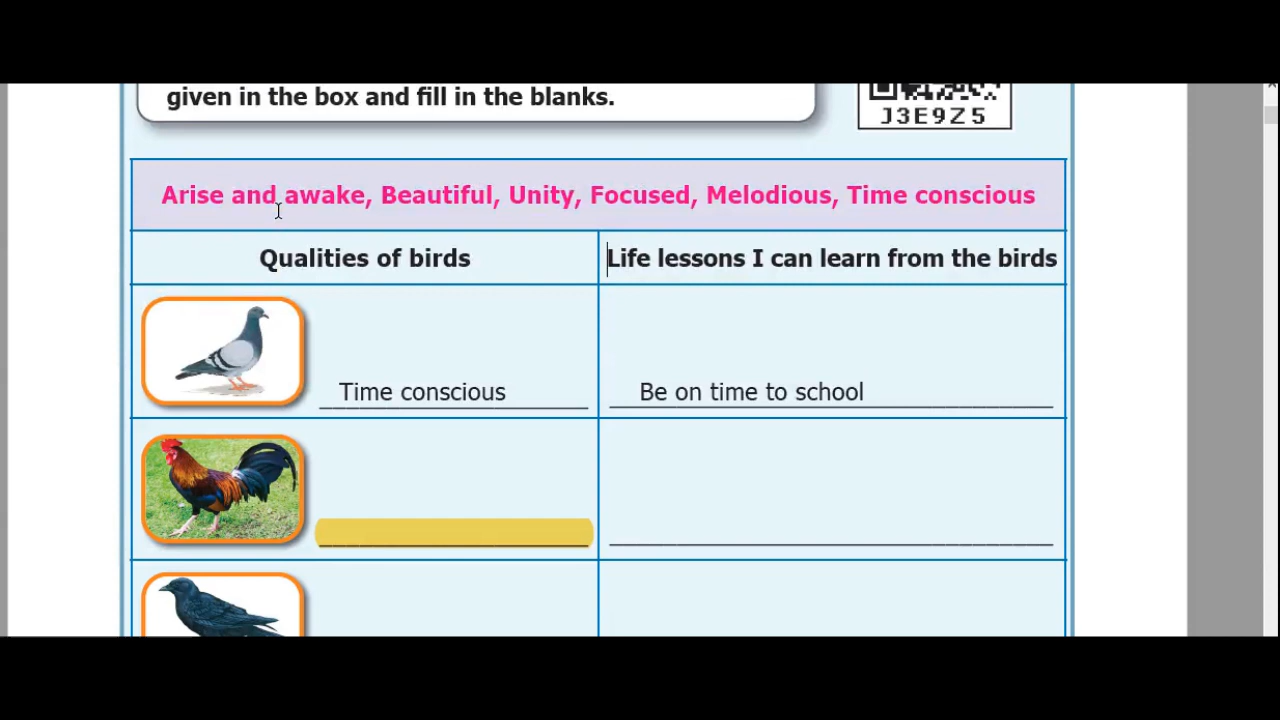 given in the box and fill in the blanks.
J3E9Z5
Arise and awake, Beautiful, Unity, Focused, Melodious, Time conscious
Qualities of birds
Life lessons I can learn from the birds
Time conscious
Be on time to school